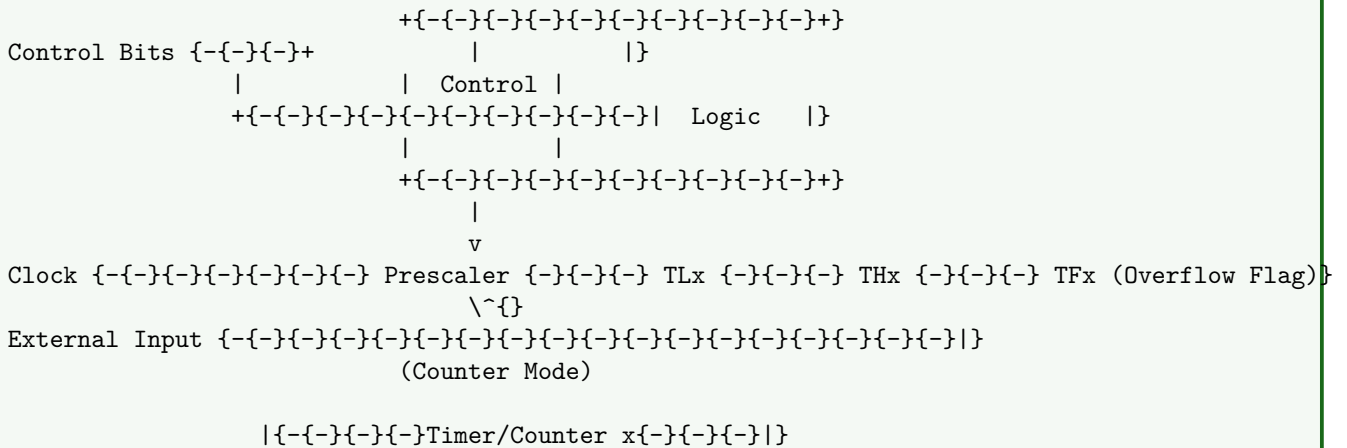 +{-{-}{-}{-}{-}{-}{-}{-}{-}{-}+}
Control Bits {-{-}{-}+ | |}
| | Control |
+{-{-}{-}{-}{-}{-}{-}{-}{-}{-}| Logic |}
| |
+{-{-}{-}{-}{-}{-}{-}{-}{-}{-}+}
|
v
Clock {-{-}{-}{-}{-}{-}{-} Prescaler {-}{-}{-} TLx {-}{-}{-} THx {-}{-}{-} TFx (Overflow Flag)}
\^{}
External Input {-{-}{-}{-}{-}{-}{-}{-}{-}{-}{-}{-}{-}{-}{-}{-}{-}{-}|}
(Counter Mode)
|{-{-}{-}{-}Timer/Counter x{-}{-}{-}|}